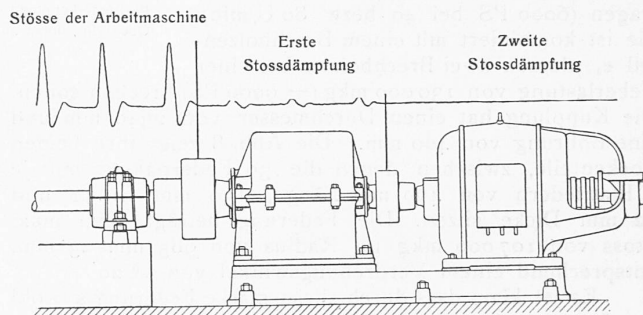 Stösse der Arbeitmaschine
Erste
Stossdämpfung
Zweite
Stossdämpfung